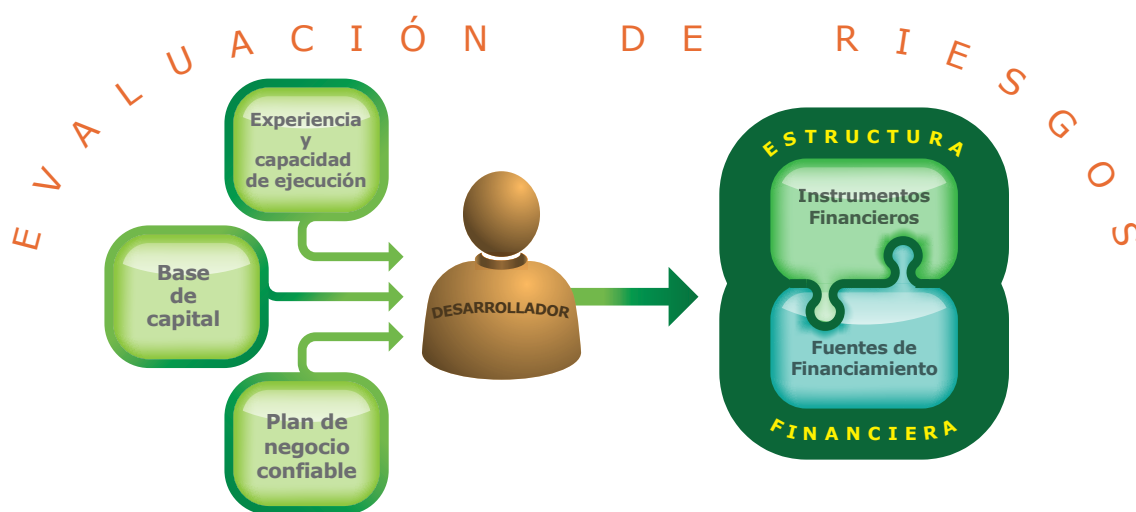 EVALUACIÓN DE RIESGOS
Experiencia
y
capacidad
de ejecución
Base
de
capital
Plan de
negocio
confiable
DESARROLLADOR
ESTRUCTURA
Instrumentos
Financieros
Fuentes de
Financiamiento
FINANCIERA